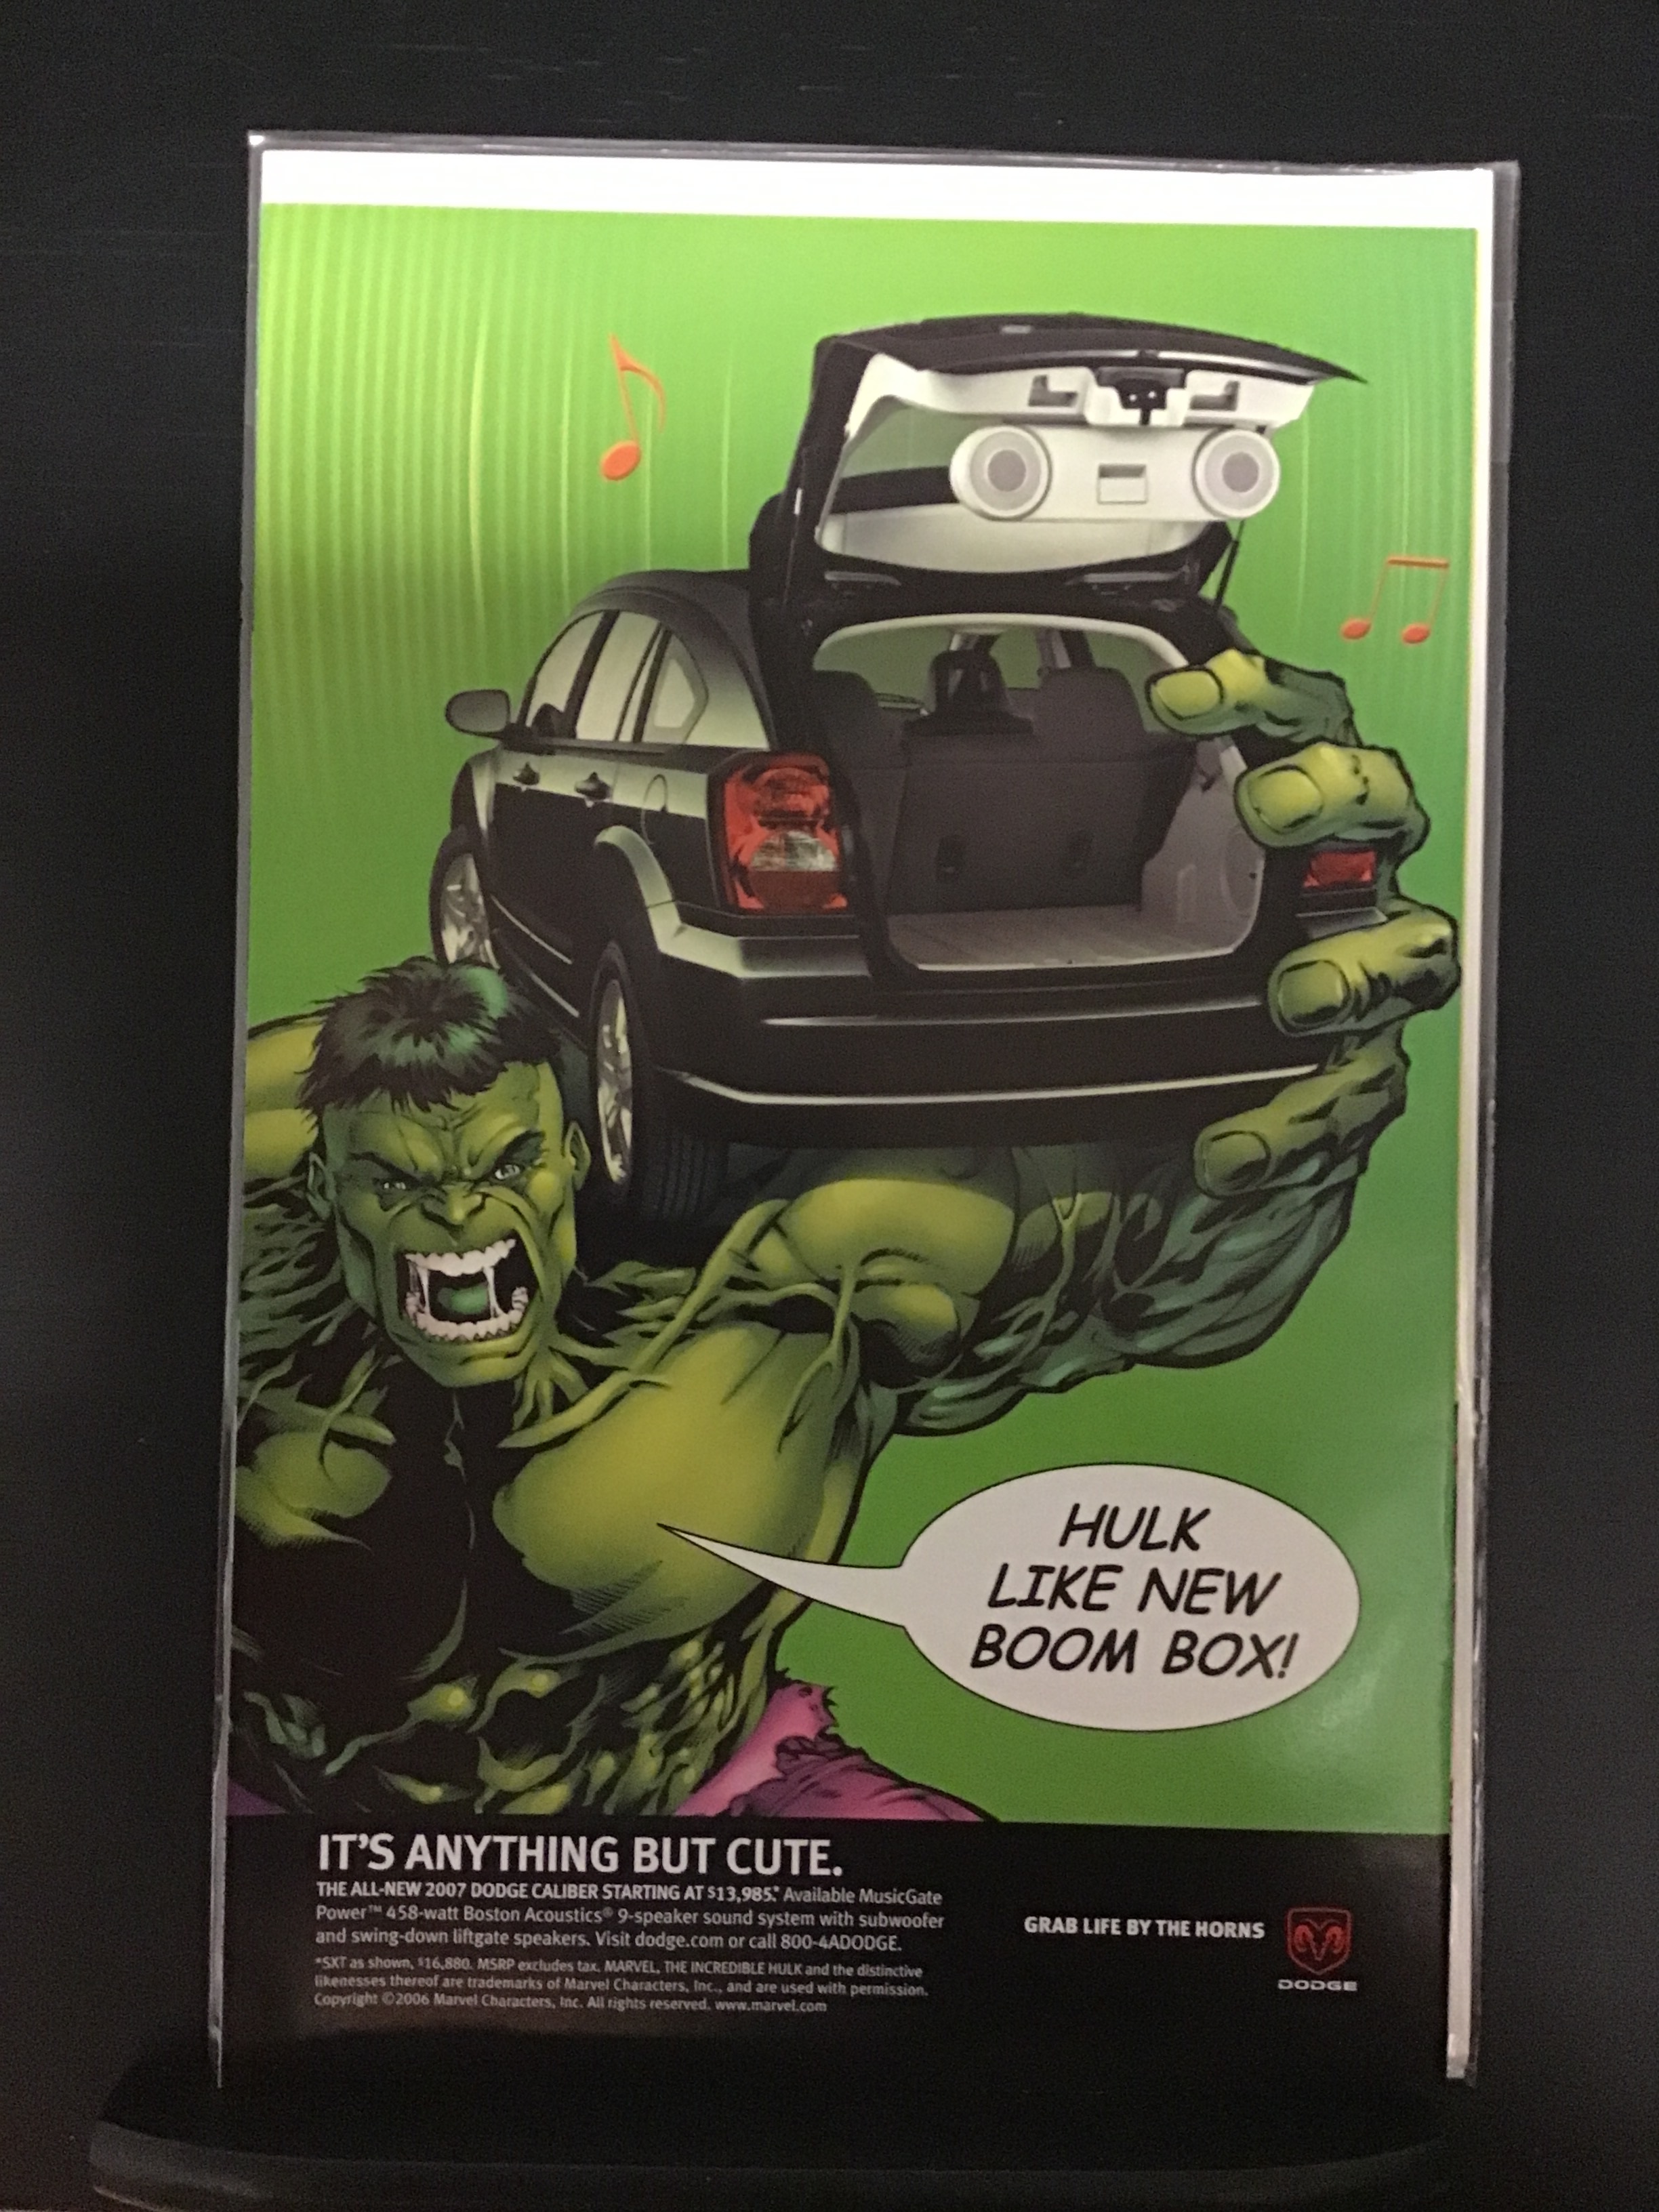 HULK
LIKE NEW
BOOM BOX!
IT'S ANYTHING BUT CUTE.
THE ALL-NEW 2007 DODGE CALIBER STARTING AT $13,985.* Available MusicGate
Power™ 458-watt Boston Acoustics® 9-speaker sound system with subwoofer
and swing-down liftgate speakers. Visit dodge.com or call 800-4ADODGE.
*SXT as shown, $16,880. MSRP excludes tax. MARVEL, THE INCREDIBLE HULK and the distinctive
likenesses thereof are trademarks of Marvel Characters, Inc., and are used with permission.
Copyright ©2006 Marvel Characters, Inc. All rights reserved. www.marvel.com
GRAB LIFE BY THE HORNS
DODGE